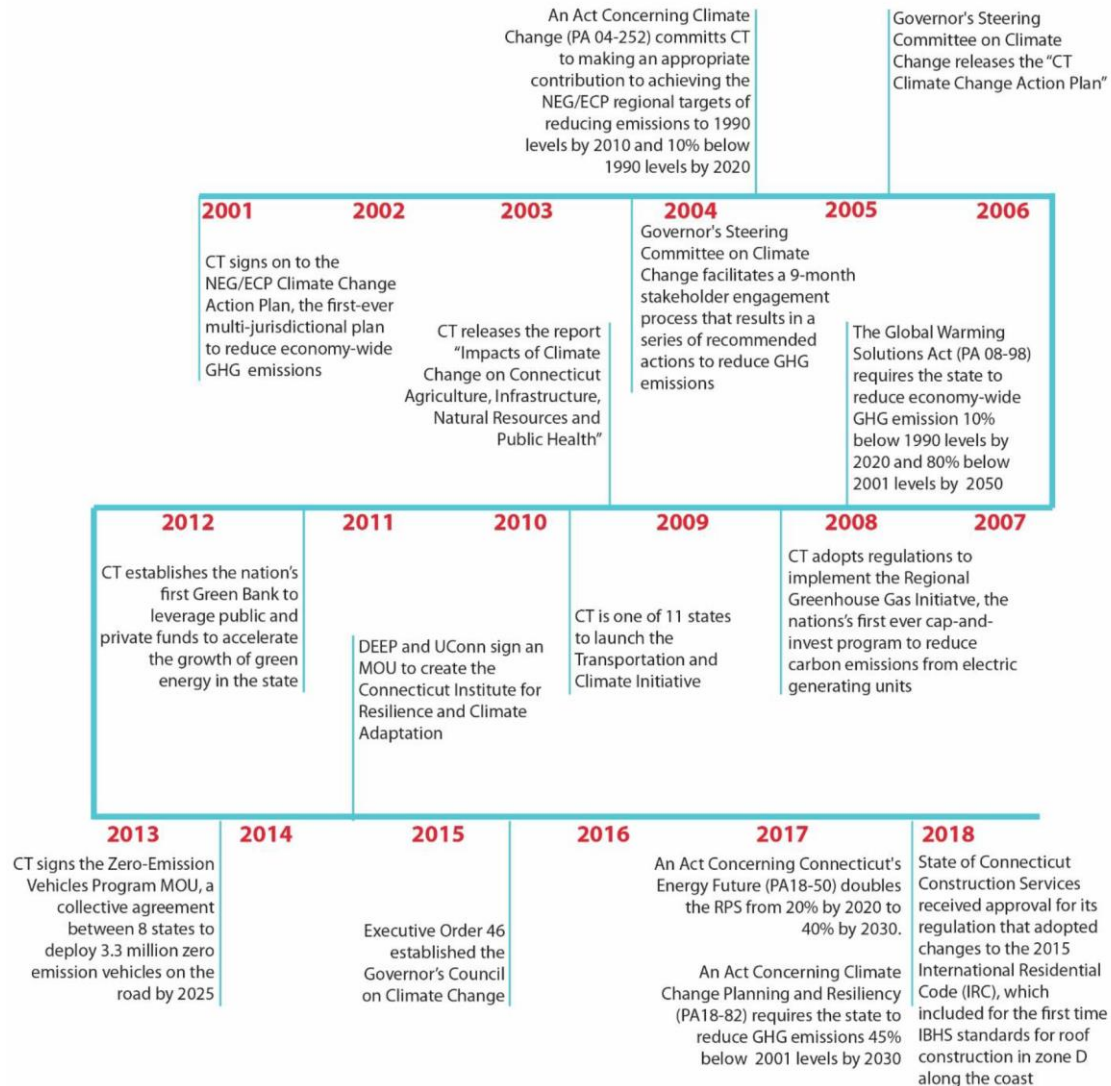 An Act Concerning Climate
Change (PA 04-252) committs CT
to making an appropriate
contribution to achieving the
NEG/ECP regional targets of
reducing emissions to 1990
levels by 2010 and 10% below
1990 levels by 2020
Governor's Steering
Committee on Climate
Change releases the “CT
Climate Change Action Plan”
2001
2002
2003
2004
2005
2006
CT signs on to the
NEG/ECP Climate Change
Action Plan, the first-ever
multi-jurisdictional plan
to reduce economy-wide
GHG emissions
CT releases the report
“Impacts of Climate
Change on Connecticut
Agriculture, Infrastructure,
Natural Resources and
Public Health”
Governor's Steering
Committee on Climate
Change facilitates a 9-month
stakeholder engagement
process that results in a
series of recommended
actions to reduce GHG
emissions
The Global Warming
Solutions Act (PA 08-98)
requires the state to
reduce economy-wide
GHG emission 10%
below 1990 levels by
2020 and 80% below
2001 levels by 2050
2012
2011
2010
2009
2008
2007
CT establishes the nation's
first Green Bank to
leverage public and
private funds to accelerate
the growth of green
energy in the state
DEEP and UConn sign an
MOU to create the
Connecticut Institute for
Resilience and Climate
Adaptation
CT is one of 11 states
to launch the
Transportation and
Climate Initiative
CT adopts regulations to
implement the Regional
Greenhouse Gas Initiatve, the
nation's first ever cap-and-
invest program to reduce
carbon emissions from electric
generating units
2013
2014
2015
2016
2017
2018
CT signs the Zero-Emission
Vehicles Program MOU, a
collective agreement
between 8 states to
deploy 3.3 million zero
emission vehicles on the
road by 2025
Executive Order 46
established the
Governor's Council
on Climate Change
An Act Concerning Connecticut's
Energy Future (PA18-50) doubles
the RPS from 20% by 2020 to
40% by 2030.
An Act Concerning Climate
Change Planning and Resiliency
(PA18-82) requires the state to
reduce GHG emissions 45%
below 2001 levels by 2030
State of Connecticut
Construction Services
received approval for its
regulation that adopted
changes to the 2015
International Residential
Code (IRC), which
included for the first time
IBHS standards for roof
construction in zone D
along the coast